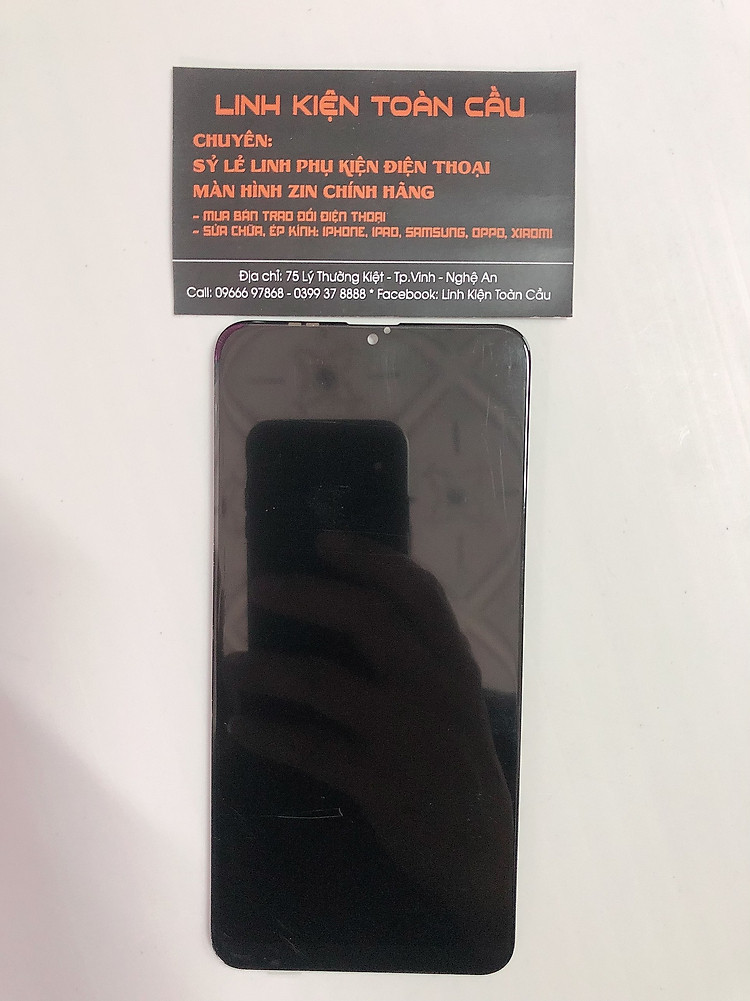 LINH KIỆN TOÀN CẦU
CHUYÊN:
SỶ LẺ LINH PHỤ KIỆN ĐIỆN THOẠI
MÀN HÌNH ZIN CHÍNH HÃNG
- MUA BÁN TRAO ĐỔI ĐIỆN THOẠI
- SỬA CHỮA, ÉP KÍNH: IPHONE, IPAD, SAMSUNG, OPPO, XIAOMI
Địa chỉ: 75 Lý Thường Kiệt - Tp.Vinh - Nghệ An
Call: 09666 97868 - 0399 37 8888 * Facebook: Linh Kiện Toàn Cầu